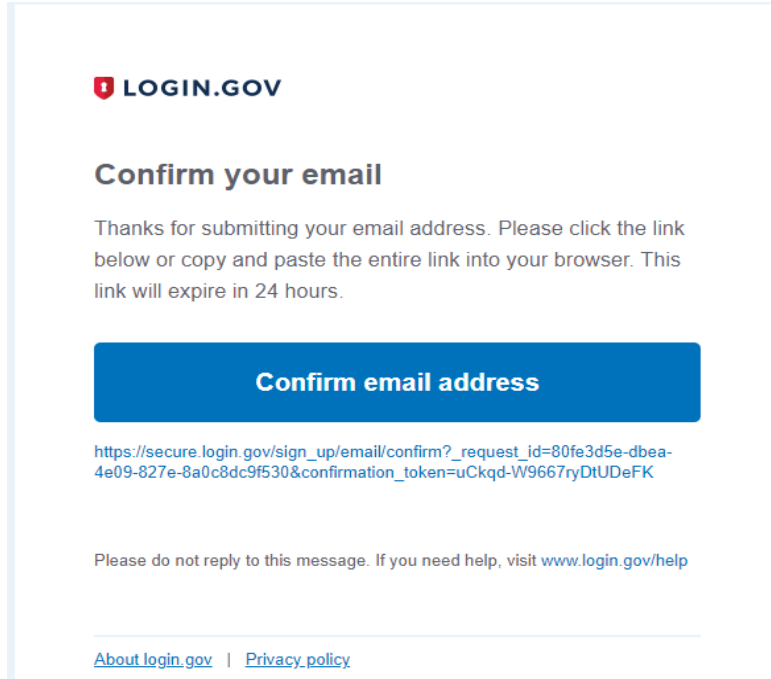 LOGIN.GOV
Confirm your email
Thanks for submitting your email address. Please click the link
below or copy and paste the entire link into your browser. This
link will expire in 24 hours.
Confirm email address
https://secure.login.gov/sign_up/email/confirm?_request_id=80fe3d5e-dbea-
4e09-827e-8a0c8dc9f530&confirmation_token=uCkqd-W9667ryDtUDeFK
Please do not reply to this message. If you need help, visit www.login.gov/help
About login.gov | Privacy policy